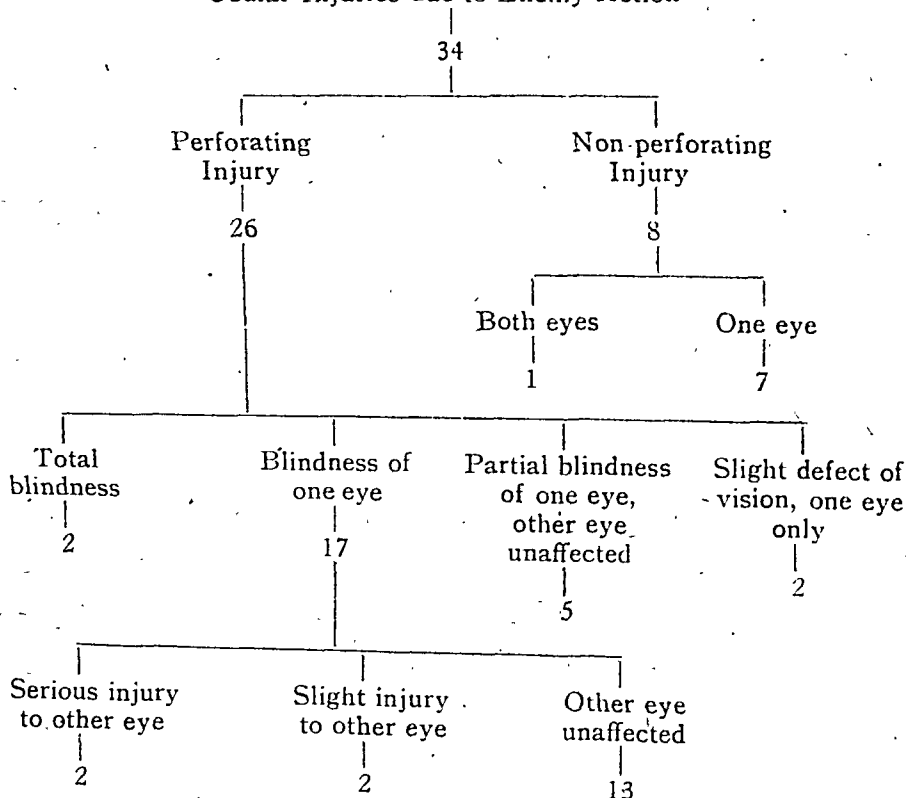 Ocular Injuries due to Enemy Action
34
Perforating
Injury
26
Non-perforating
Injury
8
Both eyes
1
One eye
7
Total
blindness
2
Blindness of
one eye
17
Partial blindness
of one eye,
other eye
unaffected
5
Slight defect of
vision, one eye
only
2
Serious injury
to other eye
2
Slight injury
to other eye
2
Other eye
unaffected
13